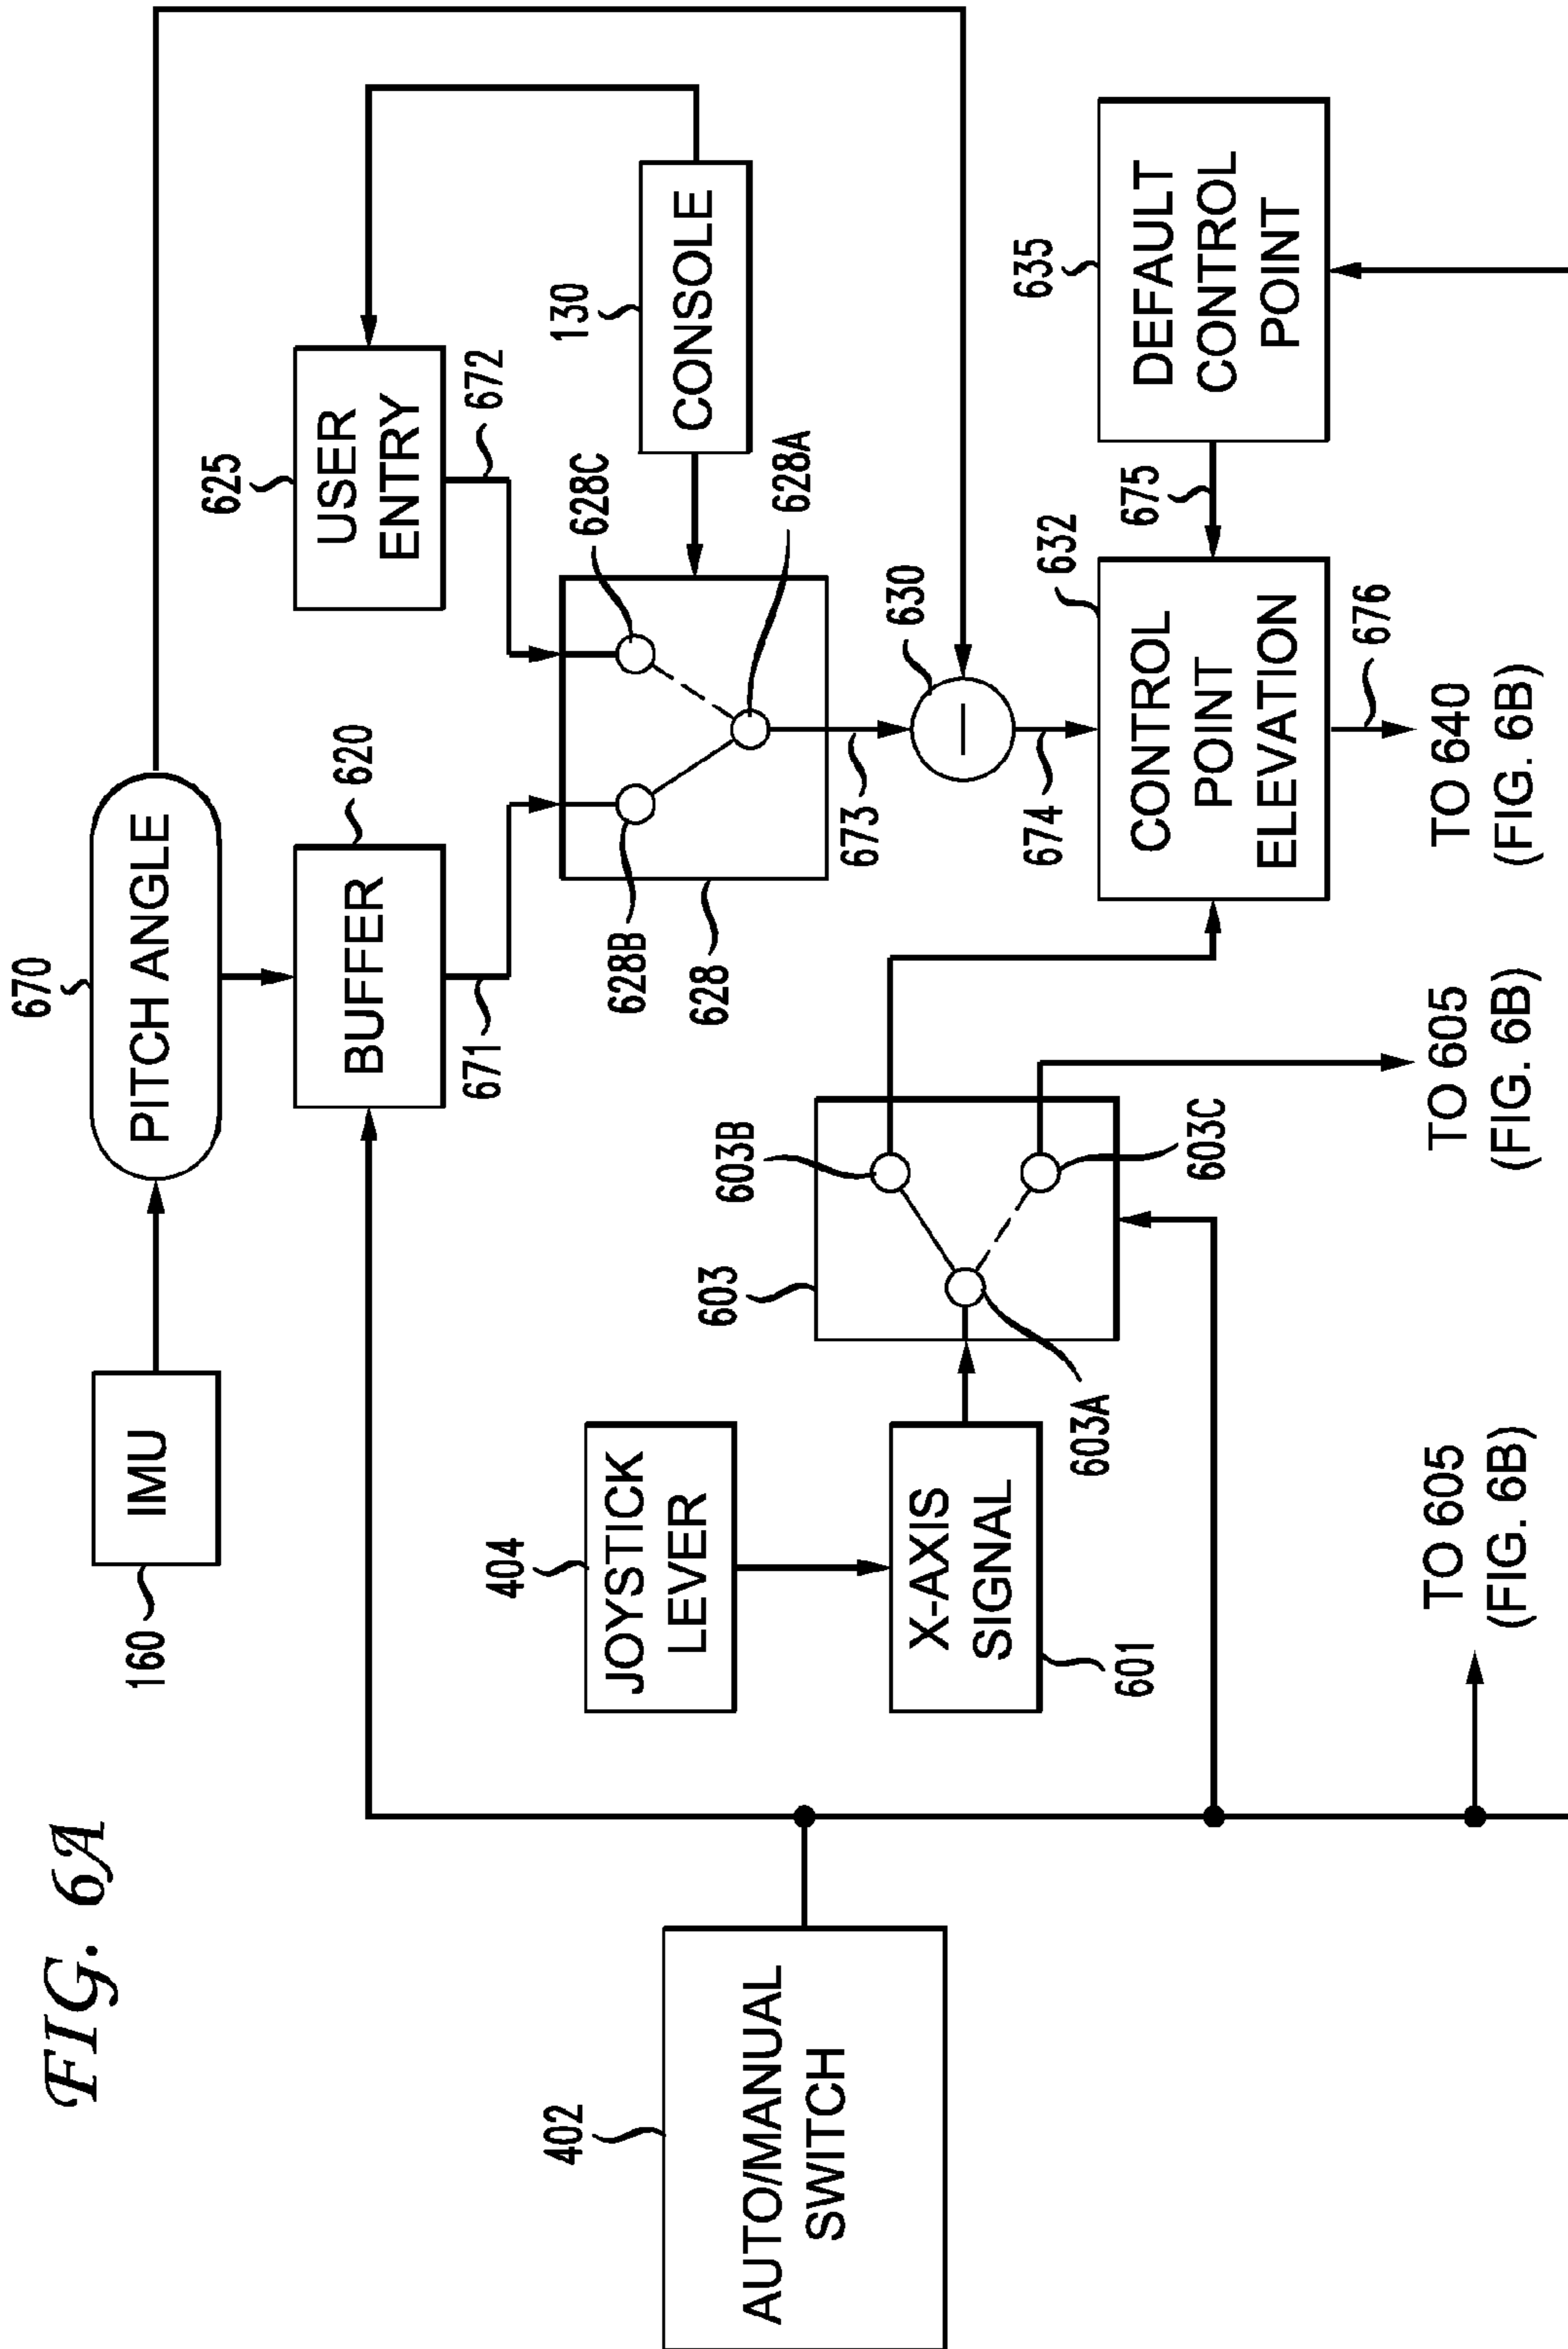 FIG. 6A
160
IMU
670
PITCH ANGLE
620
BUFFER
671
625
USER
ENTRY
672
130
CONSOLE
628C
628B
628A
628
673
630
674
632
CONTROL
POINT
ELEVATION
675
635
DEFAULT
CONTROL
POINT
676
TO 640
(FIG. 6B)
402
AUTO/MANUAL
SWITCH
404
JOYSTICK
LEVER
X-AXIS
SIGNAL
601
603
603B
603A
603C
TO 605
(FIG. 6B)
TO 605
(FIG. 6B)